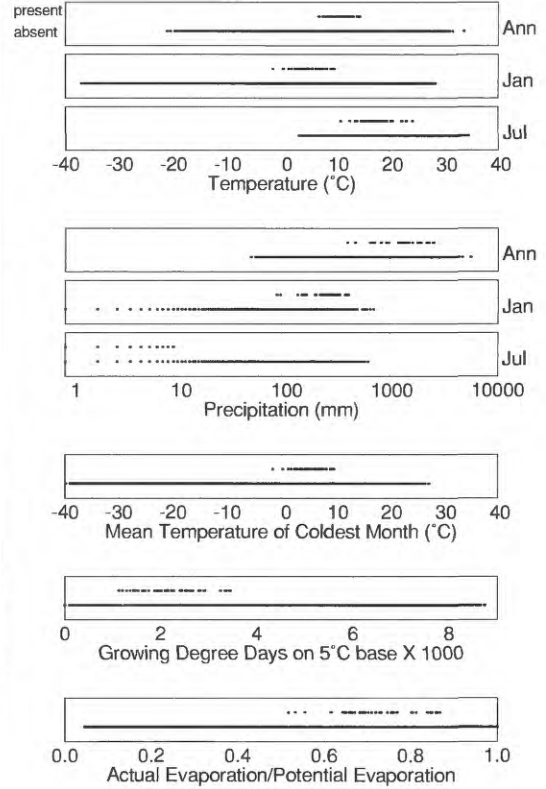 present
absent
Ann
Jan
Jul
-40 -30 -20 -10 0 10 20 30 40
Temperature (˚C)
Ann
Jan
Jul
1 10 100 1000 10000
Precipitation (mm)
-40 -30 -20 -10 0 10 20 30 40
Mean Temperature of Coldest Month (˚C)
0 2 4 6 8
Growing Degree Days on 5˚C base X 1000
0.0 0.2 0.4 0.6 0.8 1.0
Actual Evaporation/Potential Evaporation